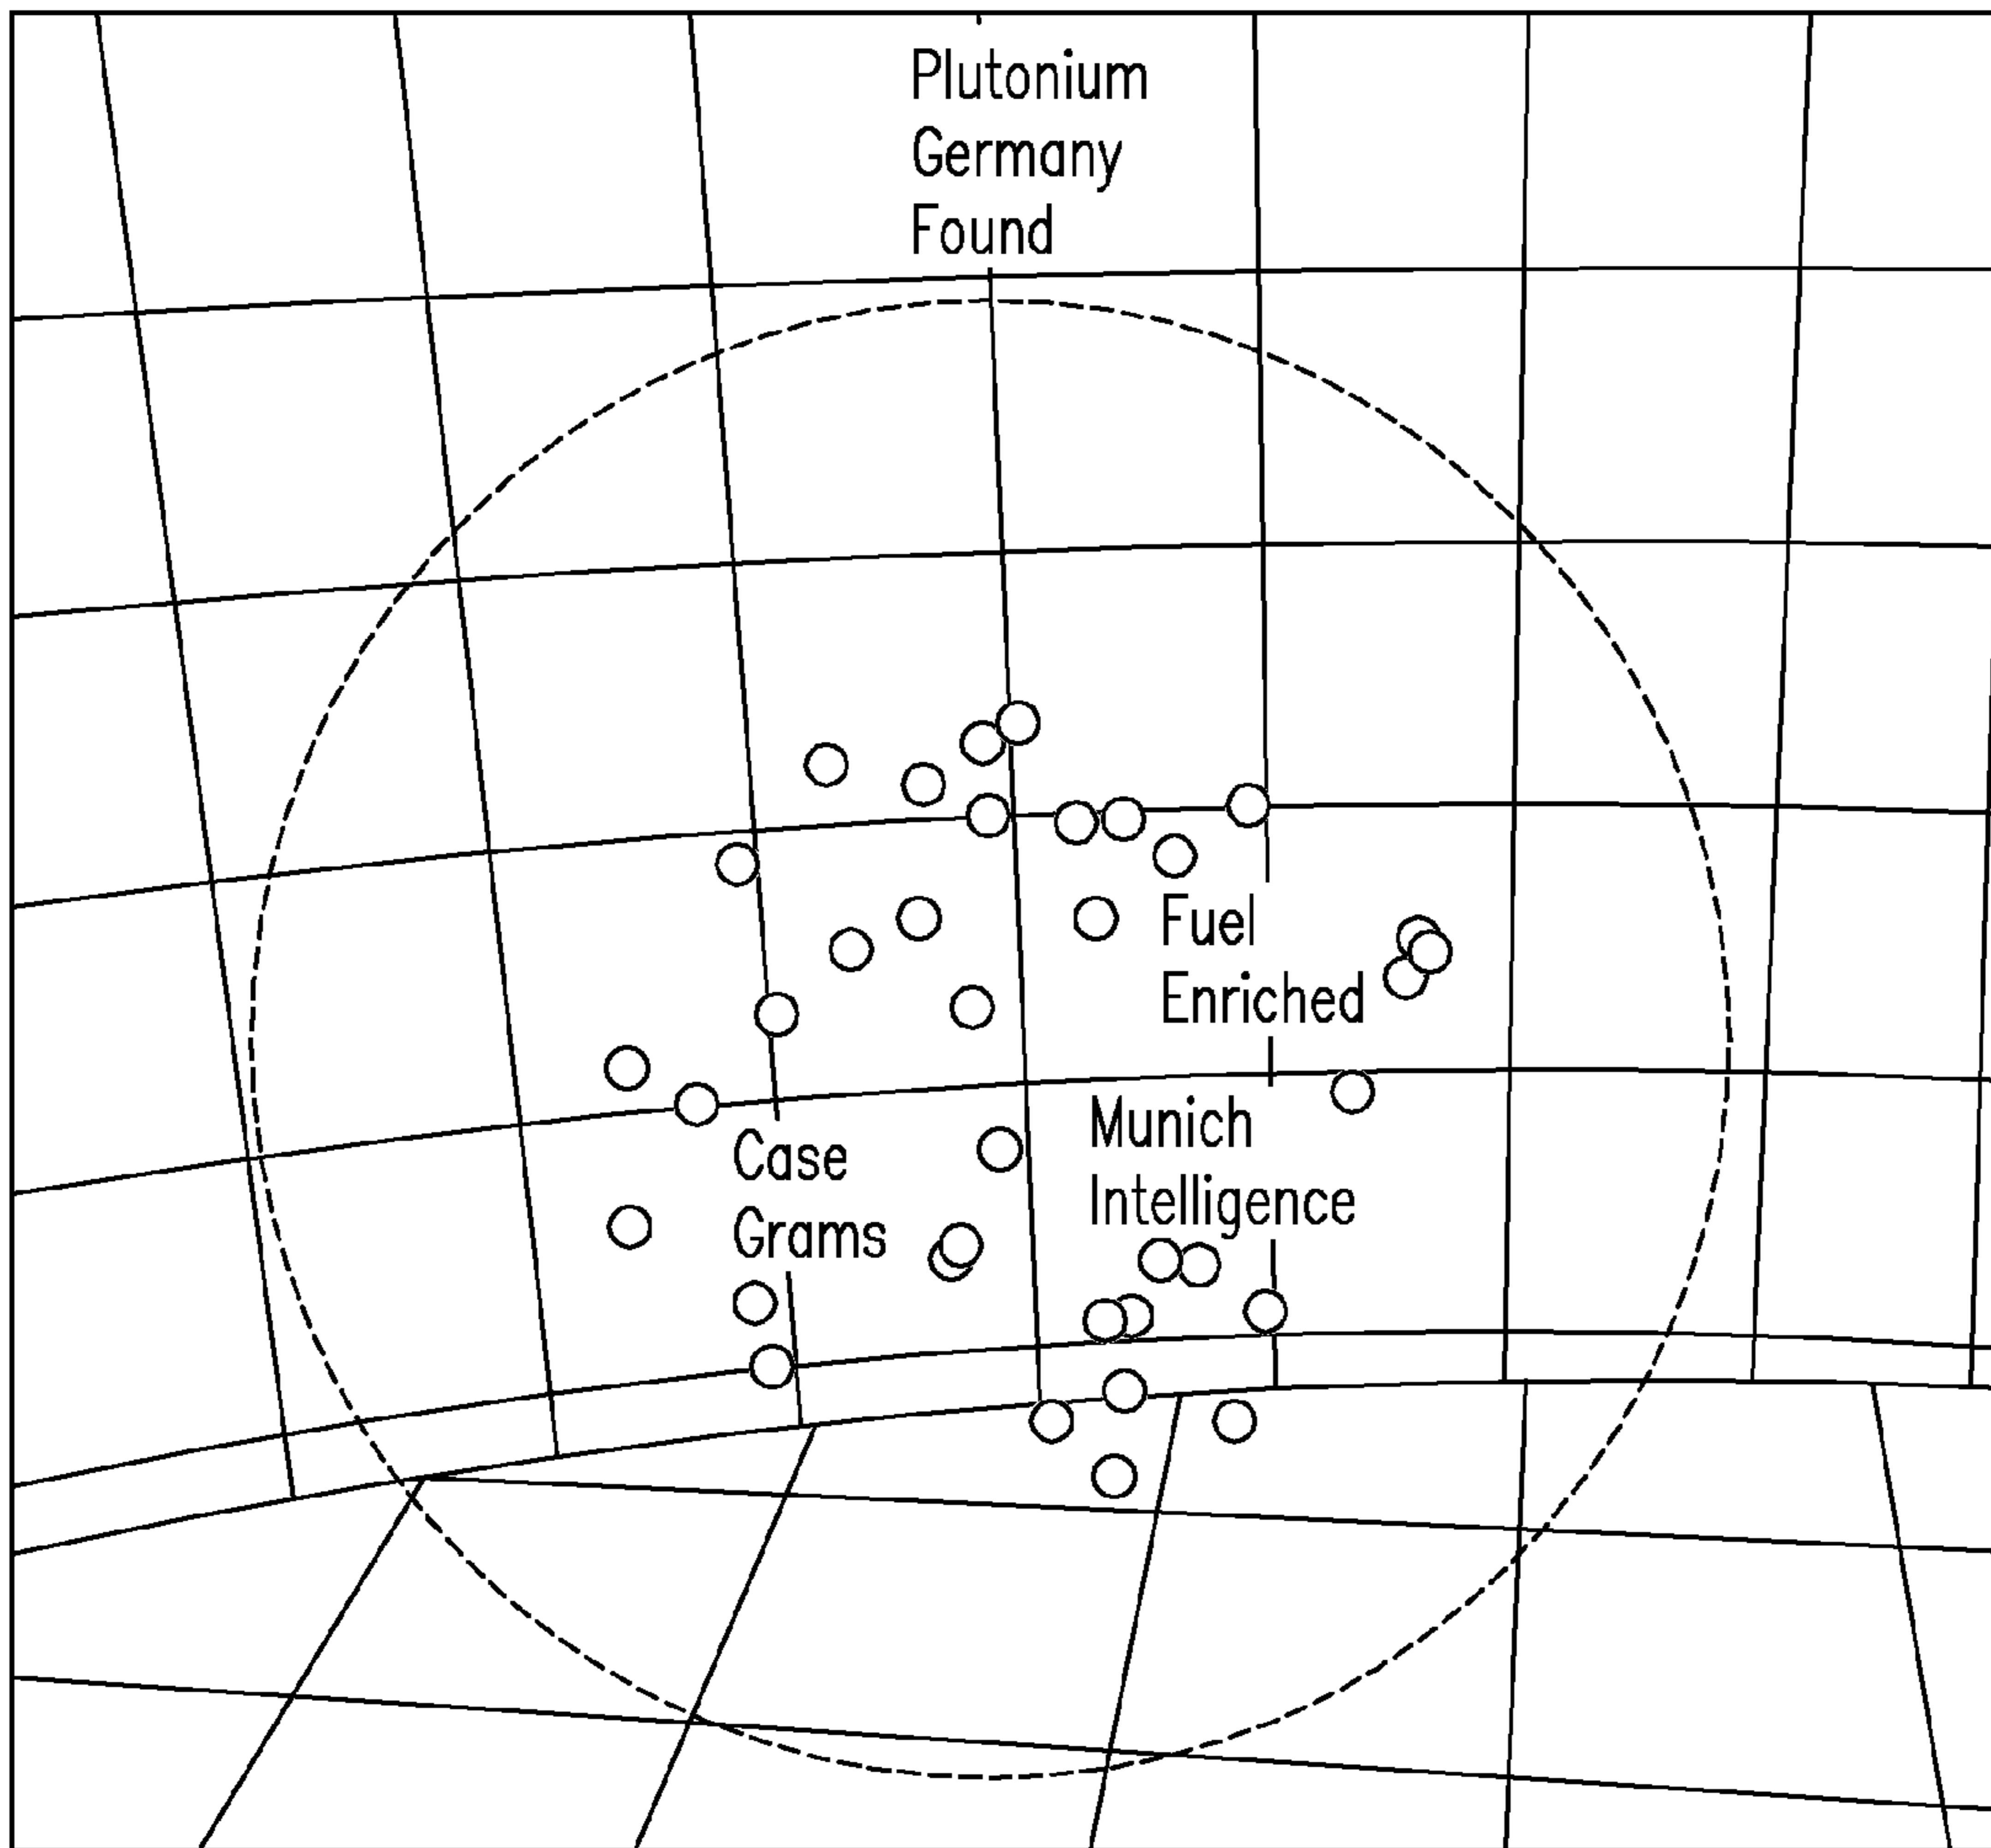 Plutonium
Germany
Found
Fuel
Enriched
Munich
Intelligence
Case
Grams